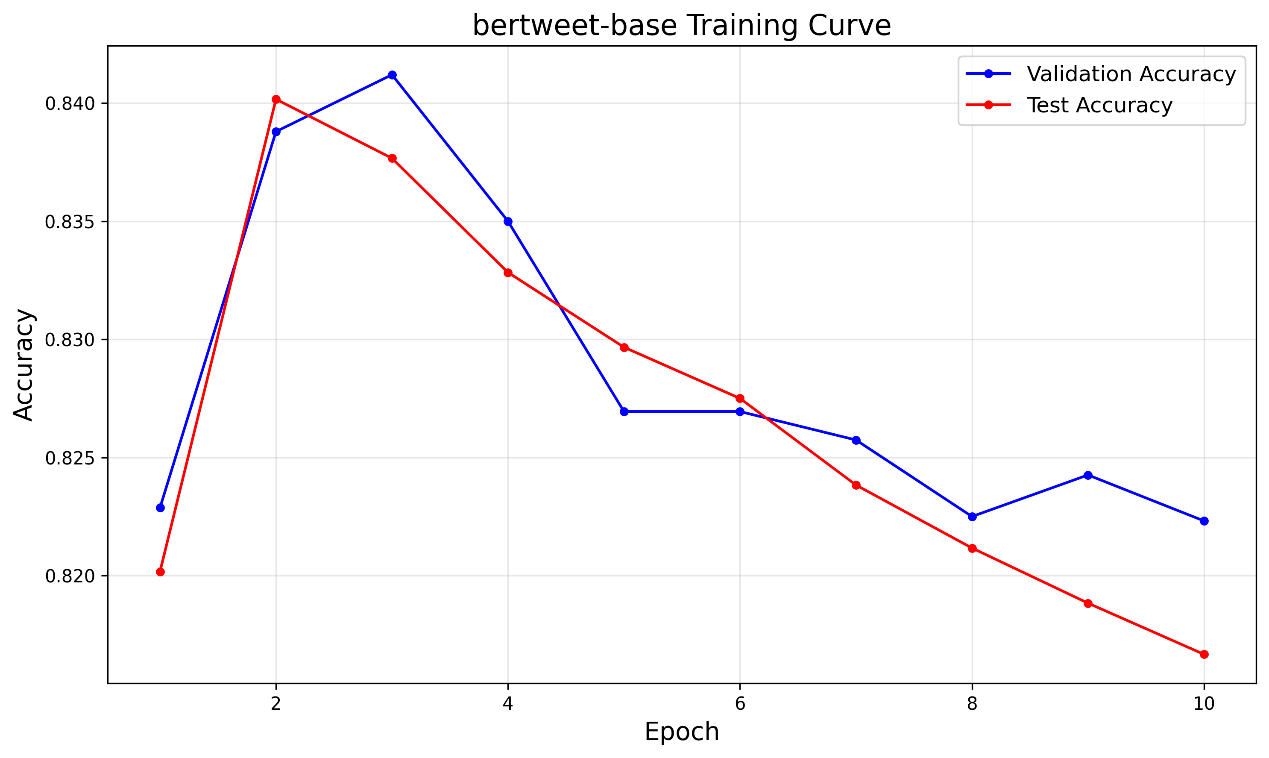 bertweet-base Training Curve
Validation Accuracy
Test Accuracy
Accuracy
0.840
0.835
0.830
0.825
0.820
2
4
6
8
10
Epoch